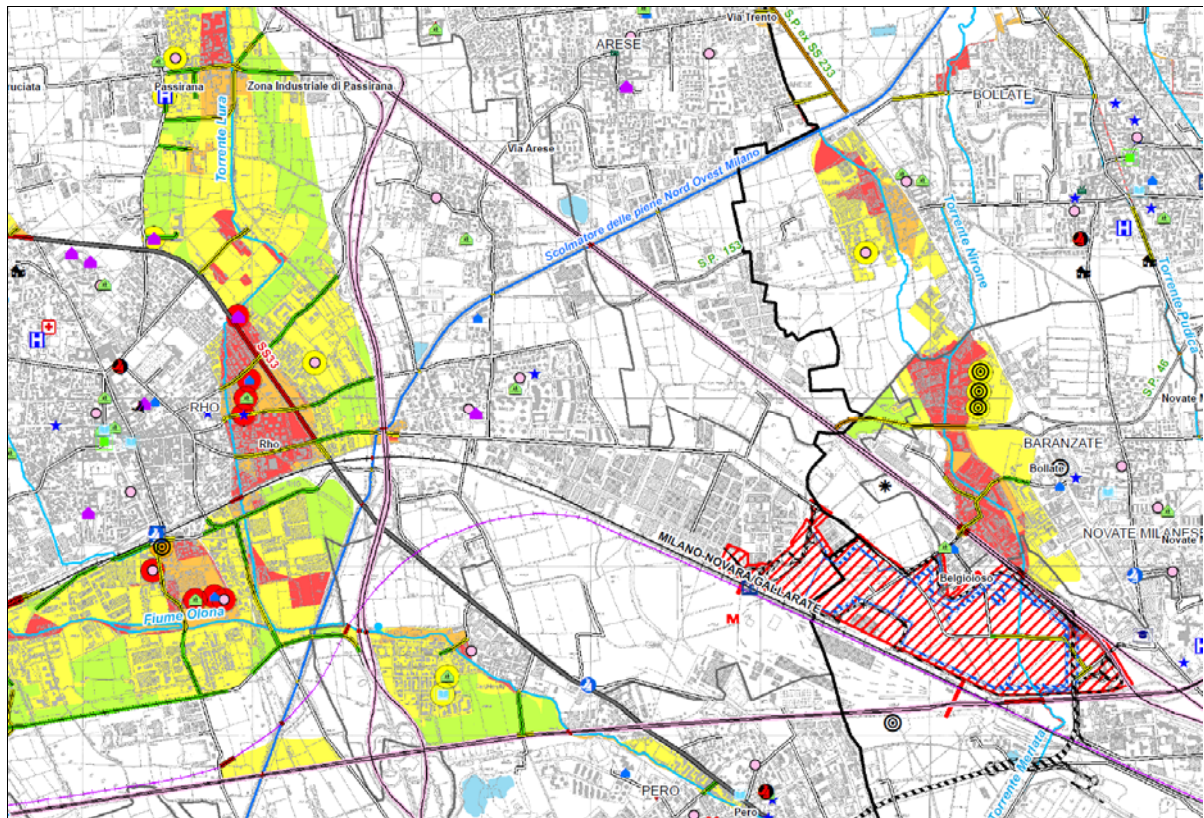 Via Trento
S.P. ex SS 233
ARESE
Passirana
Zona Industriale di Passirana
H
BOLLATE
Torrente Lura
Via Arese
Scolmatore delle piene Nord Ovest Milano
S.P. 153
Torrente Nirone
H
Torrente Pudiga
H
SS33
S.P. 46
RHO
Rho
BARANZATE
Bollate
NOVATE MILANESE
MILANO-NOVARA/GALLARATE
Belgioioso
Fiume Olona
M
H
Torrente Merlata
PERO
Pero